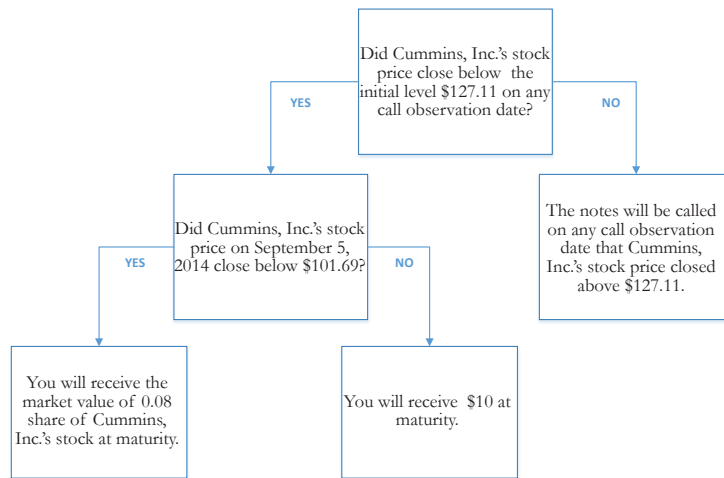 Did Cummins, Inc.'s stock
price close below the
initial level $127.11 on any
call observation date?
YES
NO
Did Cummins, Inc.'s stock
price on September 5,
2014 close below $101.69?
The notes will be called
on any call observation
date that Cummins,
Inc.'s stock price closed
above $127.11.
YES
NO
You will receive the
market value of 0.08
share of Cummins,
Inc.'s stock at maturity.
You will receive $10 at
maturity.